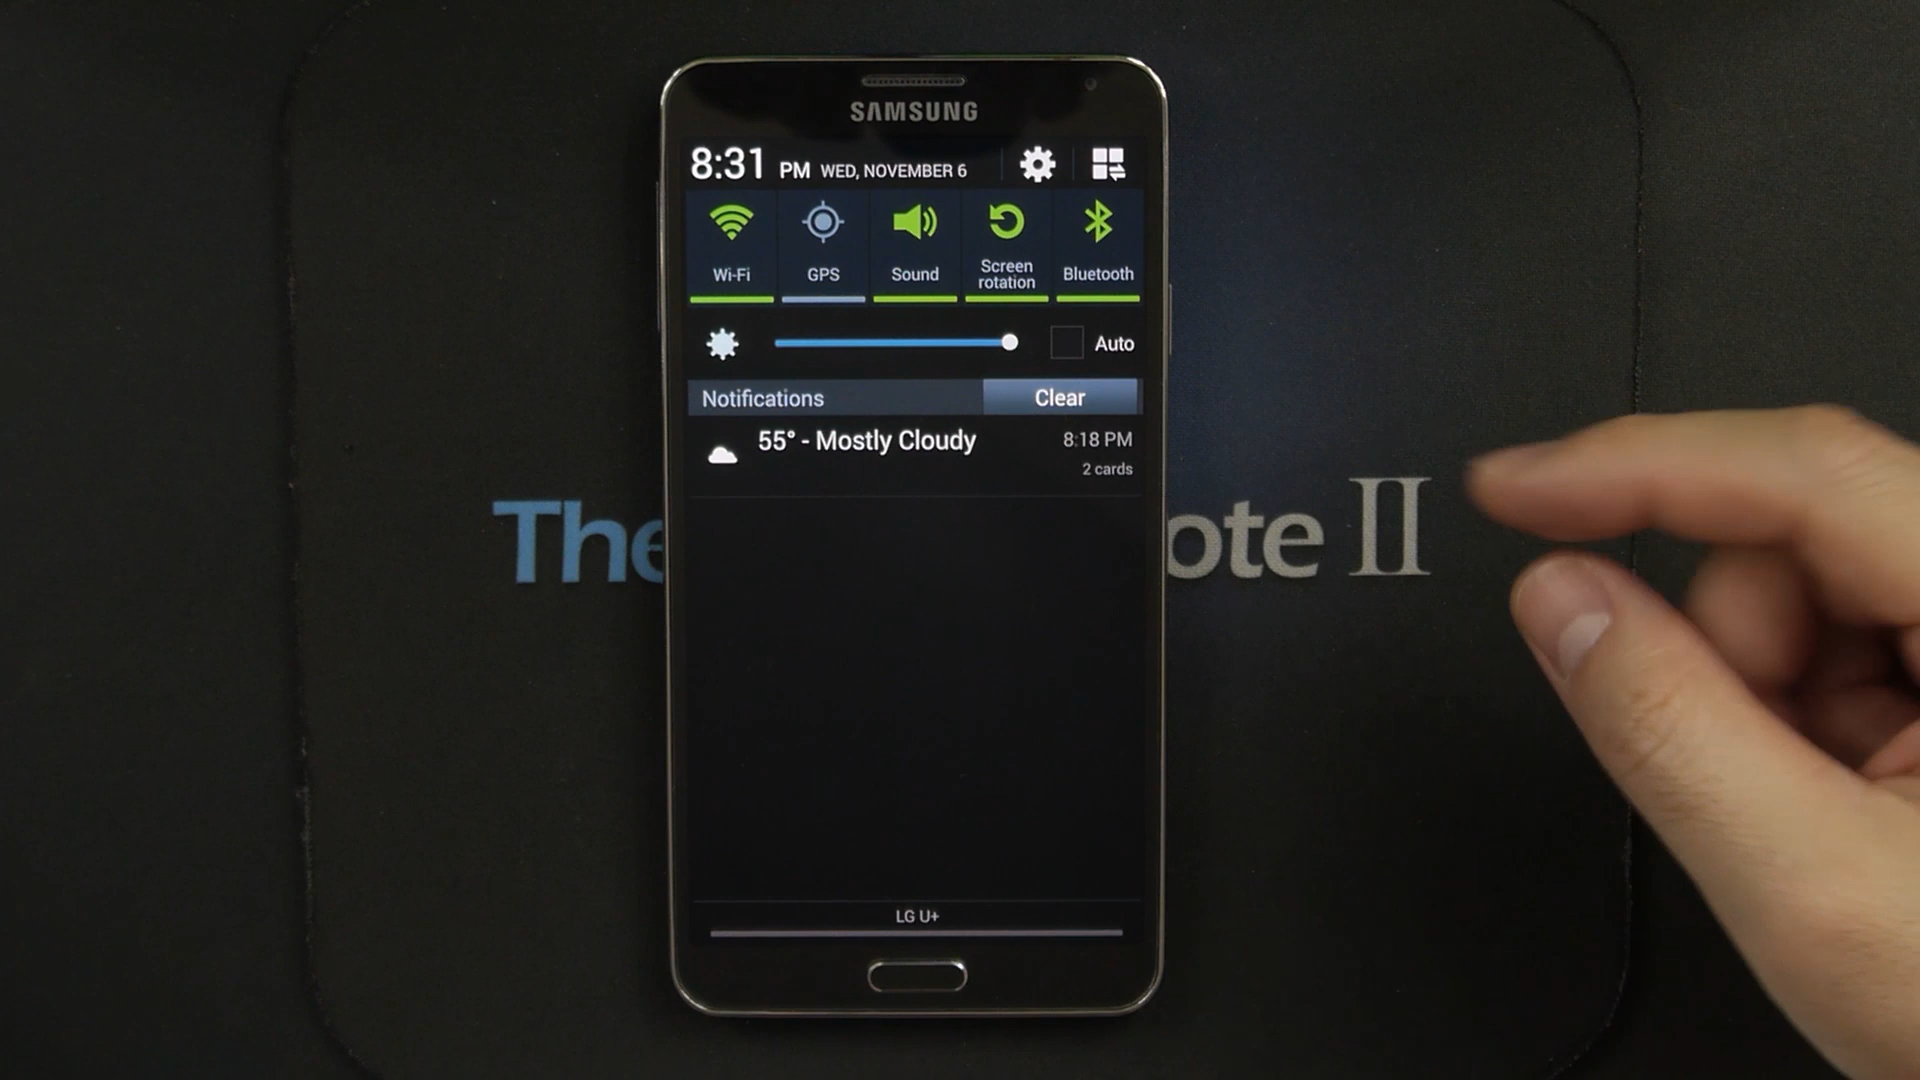 SAMSUNG
8:31 PM WED, NOVEMBER 6
Wi-Fi GPS Sound Screen rotation Bluetooth
Auto
Notifications Clear
55° - Mostly Cloudy 8:18 PM
2 cards
The ote II
LG U+